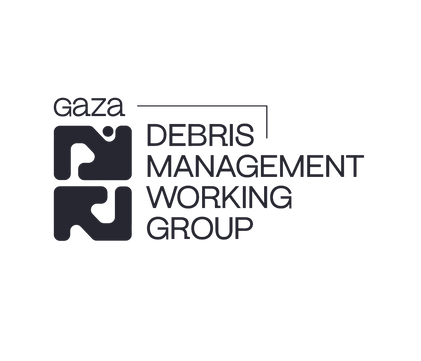 Gaza
DEBRIS
MANAGEMENT
WORKING
GROUP